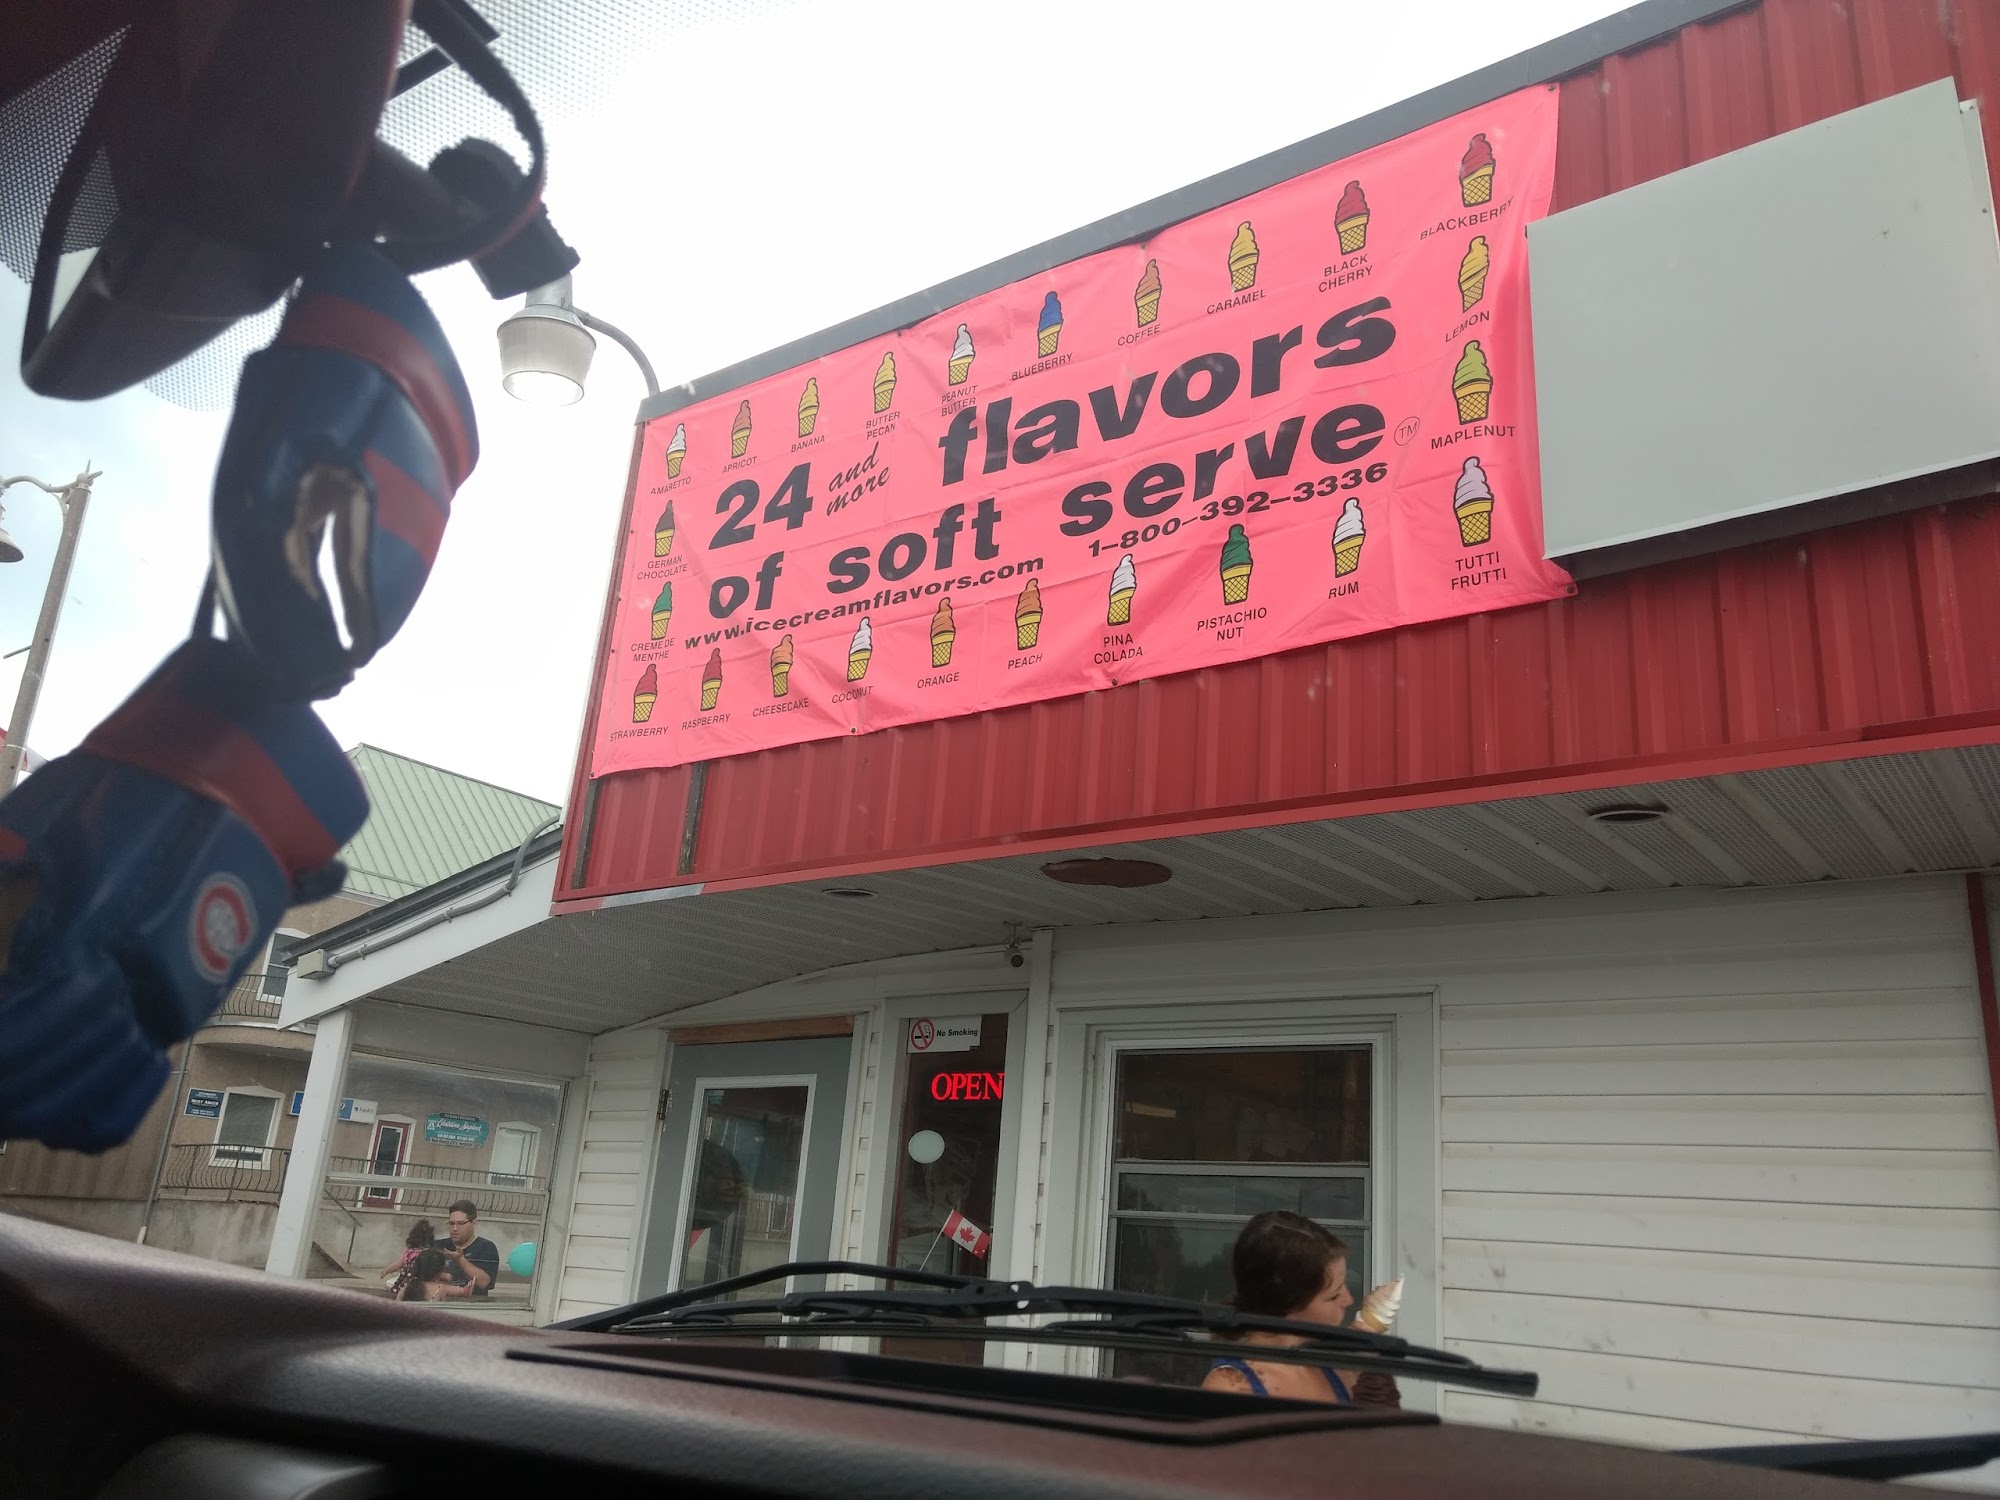 AMARETTO
APRICOT
BANANA
BUTTER
PECAN
PEANUT
BUTTER
BLUEBERRY
COFFEE
CARAMEL
BLACK
CHERRY
BLACKBERRY
LEMON
MAPLENUT
TUTTI
FRUTTI
24 and more flavors
of soft serve TM
www.icecreamflavors.com 1-800-392-3336
GERMAN
CHOCOLATE
CREME DE
MENTHE
STRAWBERRY
RASPBERRY
CHEESECAKE
COCONUT
ORANGE
PEACH
PINA
COLADA
PISTACHIO
NUT
RUM
No Smoking
OPEN